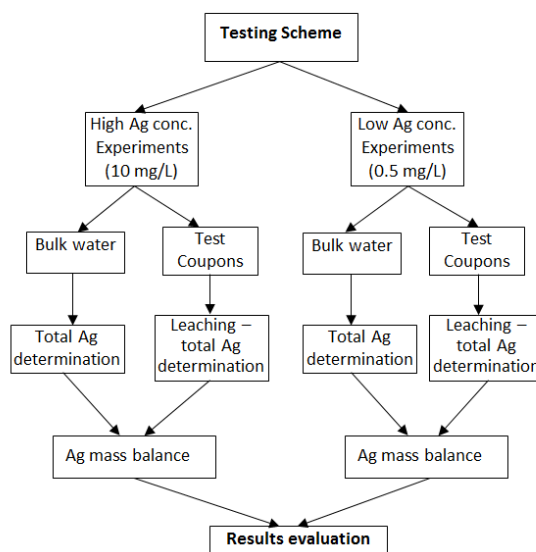 Testing Scheme
High Ag conc.
Experiments
(10 mg/L)
Low Ag conc.
Experiments
(0.5 mg/L)
Bulk water
Test
Coupons
Bulk water
Test
Coupons
Total Ag
determination
Leaching –
total Ag
determination
Total Ag
determination
Leaching –
total Ag
determination
Ag mass balance
Ag mass balance
Results evaluation